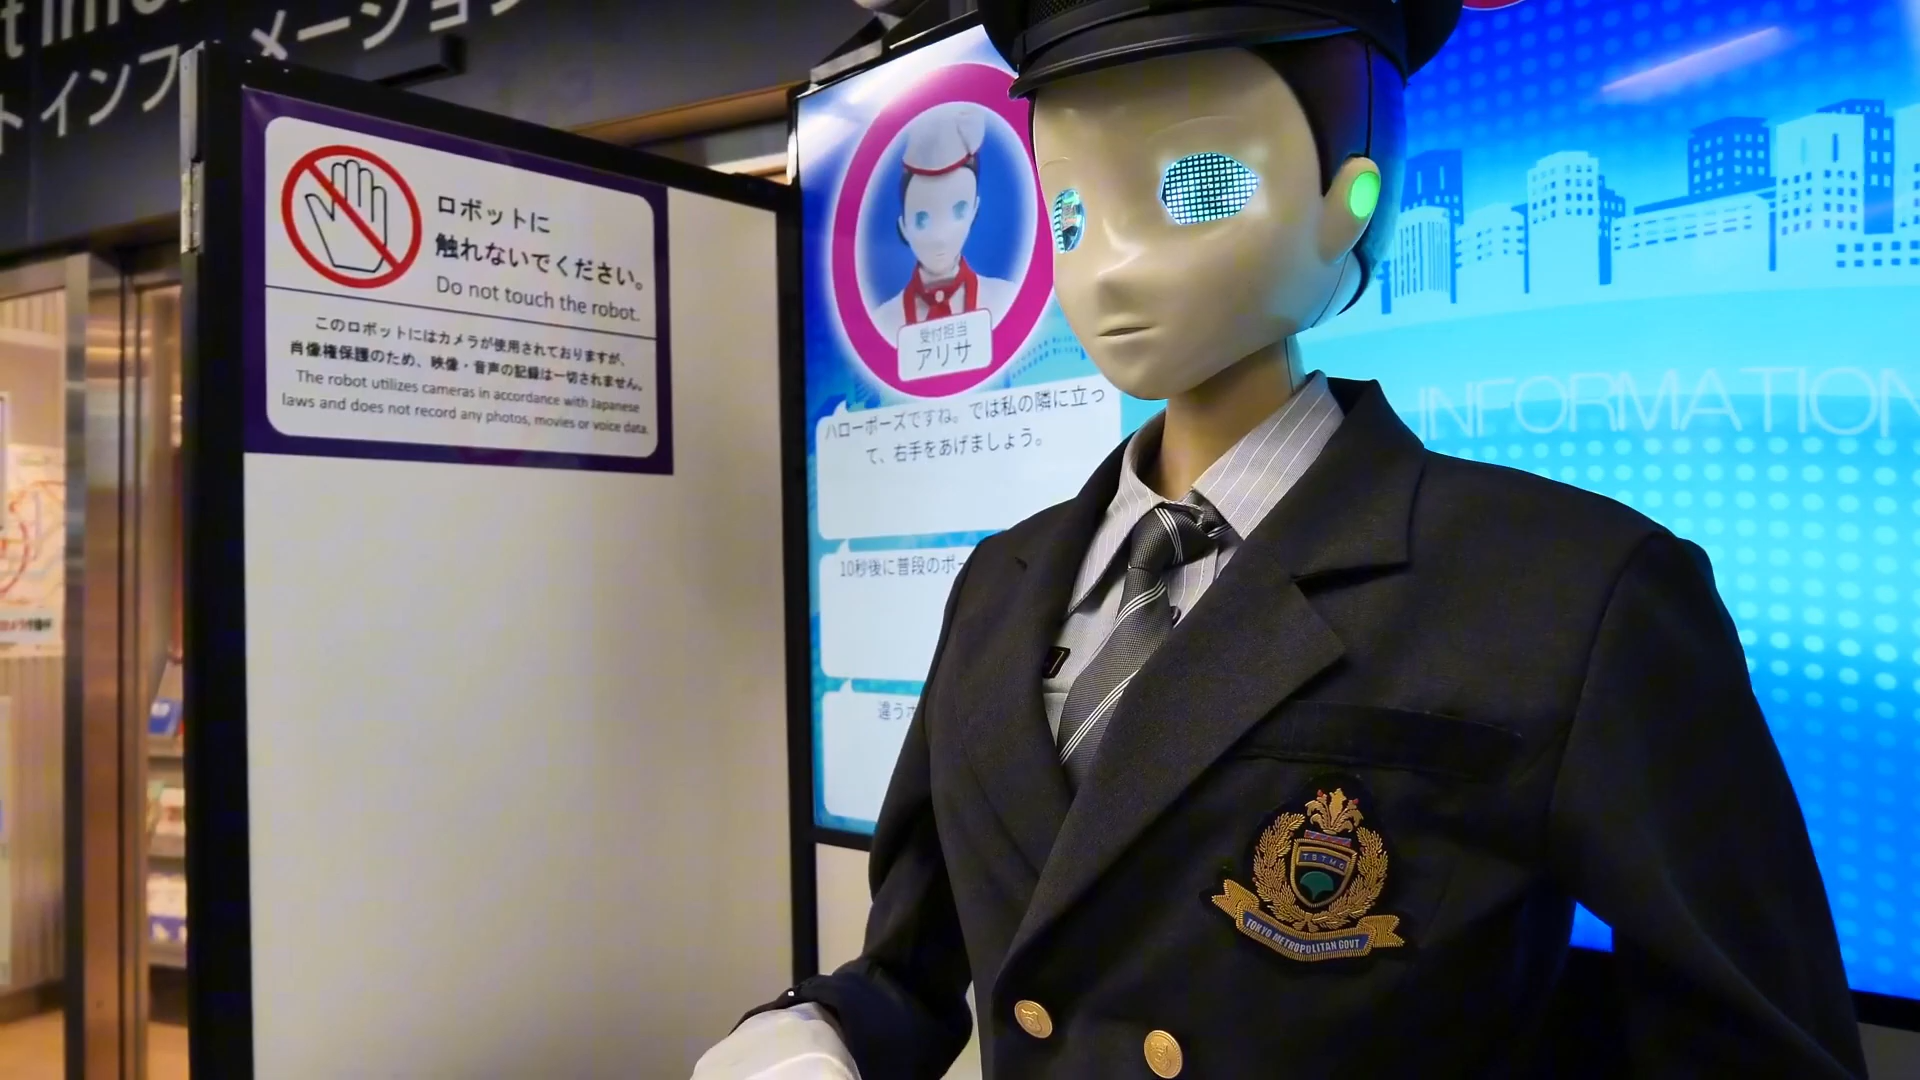 インフォメーション
ロボットに
触れないでください。
Do not touch the robot.
このロボットにはカメラが使用されておりますが、
肖像権保護のため、映像・音声の記録は一切されません。
The robot utilizes cameras in accordance with Japanese
laws and does not record any photos, movies or voice data.
受付担当
アリサ
ハローポーズですね。では私の隣に立っ
て、右手をあげましょう。
10秒後に普段のポー
違う
INFORMATION
T.B.T.M.G
TOKYO METROPOLITAN GOVT